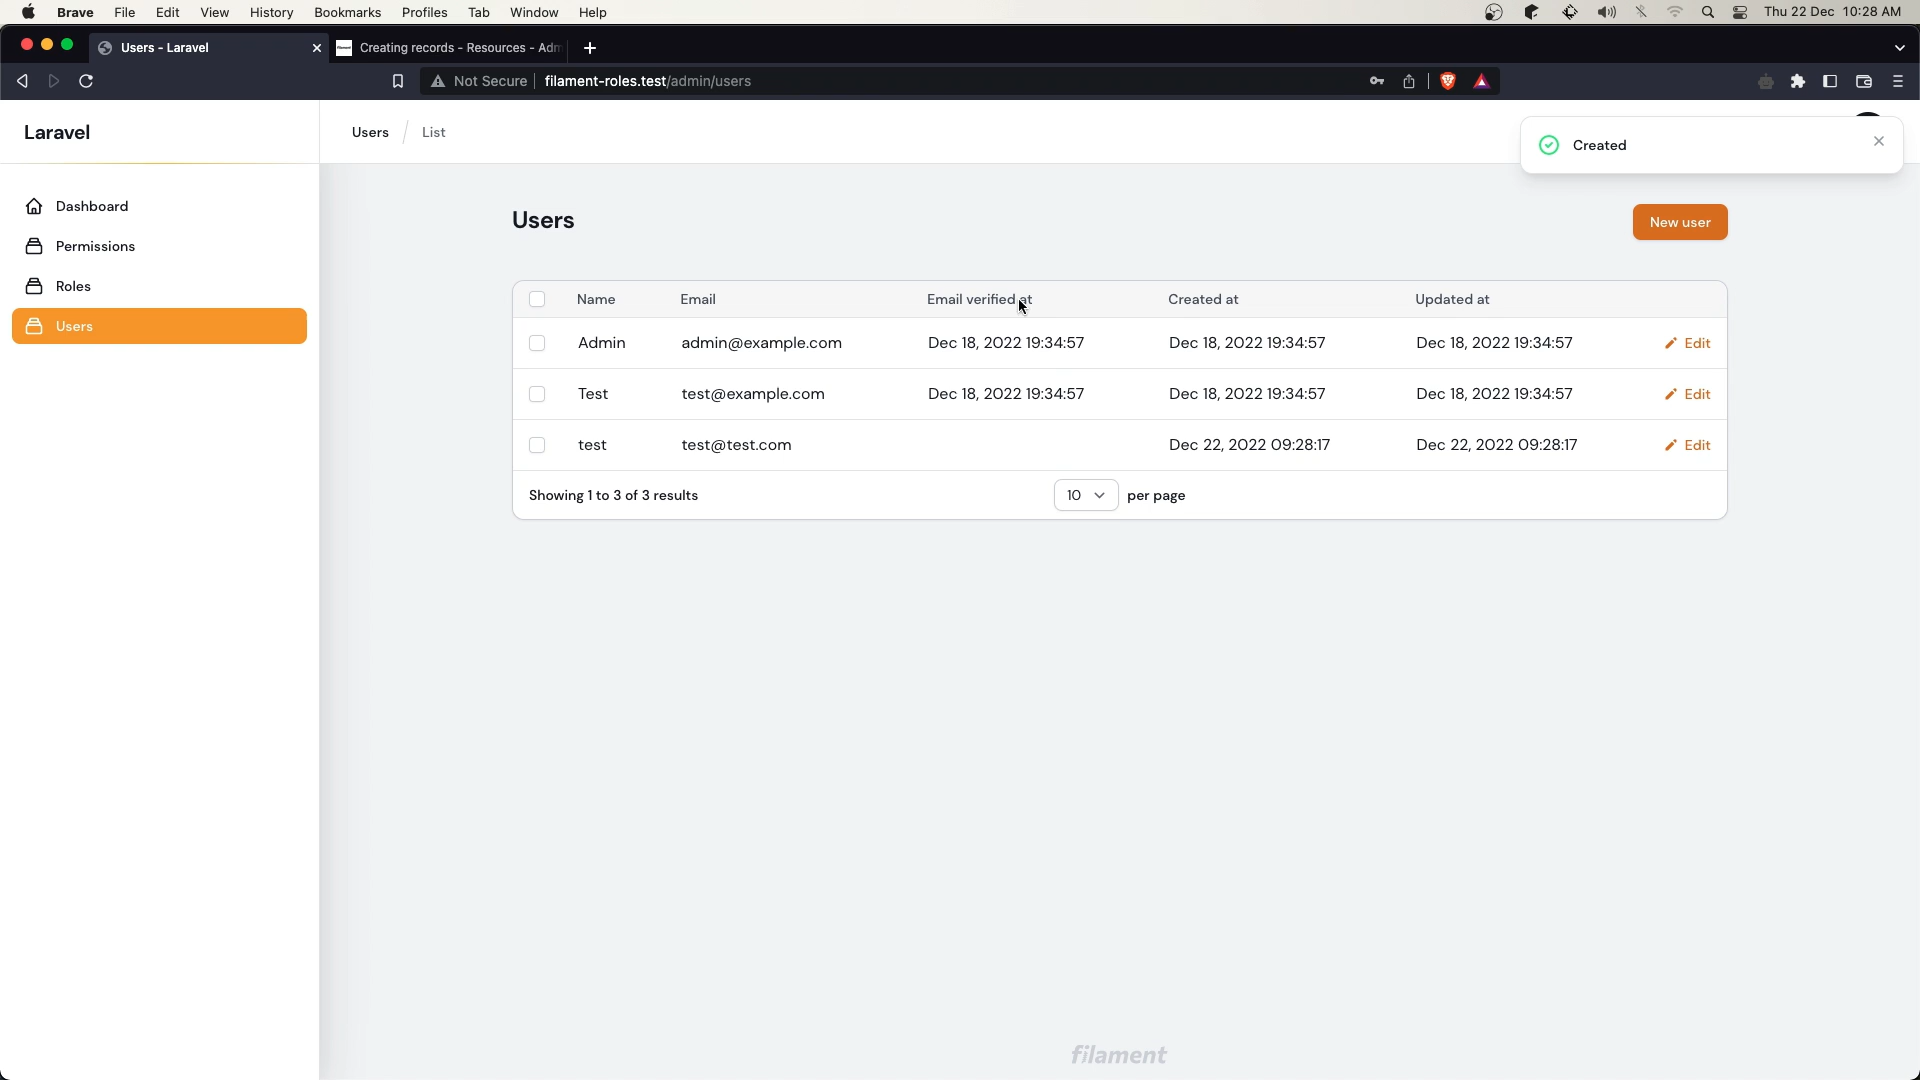 Brave File Edit View History Bookmarks Profiles Tab Window Help Thu 22 Dec 10:28 AM
Users - Laravel Creating records - Resources - Adm
Not Secure filament-roles.test/admin/users
Laravel
Users / List
Created
Dashboard
Permissions
Roles
Users
Users
New user
Name Email Email verified at Created at Updated at
Admin admin@example.com Dec 18, 2022 19:34:57 Dec 18, 2022 19:34:57 Dec 18, 2022 19:34:57 Edit
Test test@example.com Dec 18, 2022 19:34:57 Dec 18, 2022 19:34:57 Dec 18, 2022 19:34:57 Edit
test test@test.com Dec 22, 2022 09:28:17 Dec 22, 2022 09:28:17 Edit
Showing 1 to 3 of 3 results 10 per page
filament